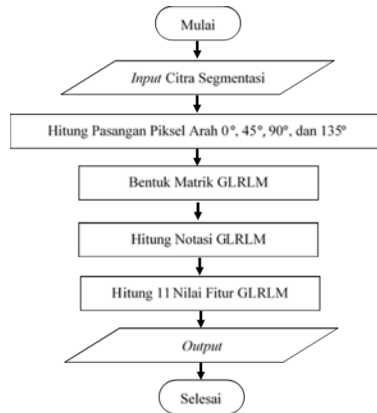 Mulai
Input Citra Segmentasi
Hitung Pasangan Piksel Arah 0°, 45°, 90°, dan 135°
Bentuk Matrik GLRLM
Hitung Notasi GLRLM
Hitung 11 Nilai Fitur GLRLM
Output
Selesai